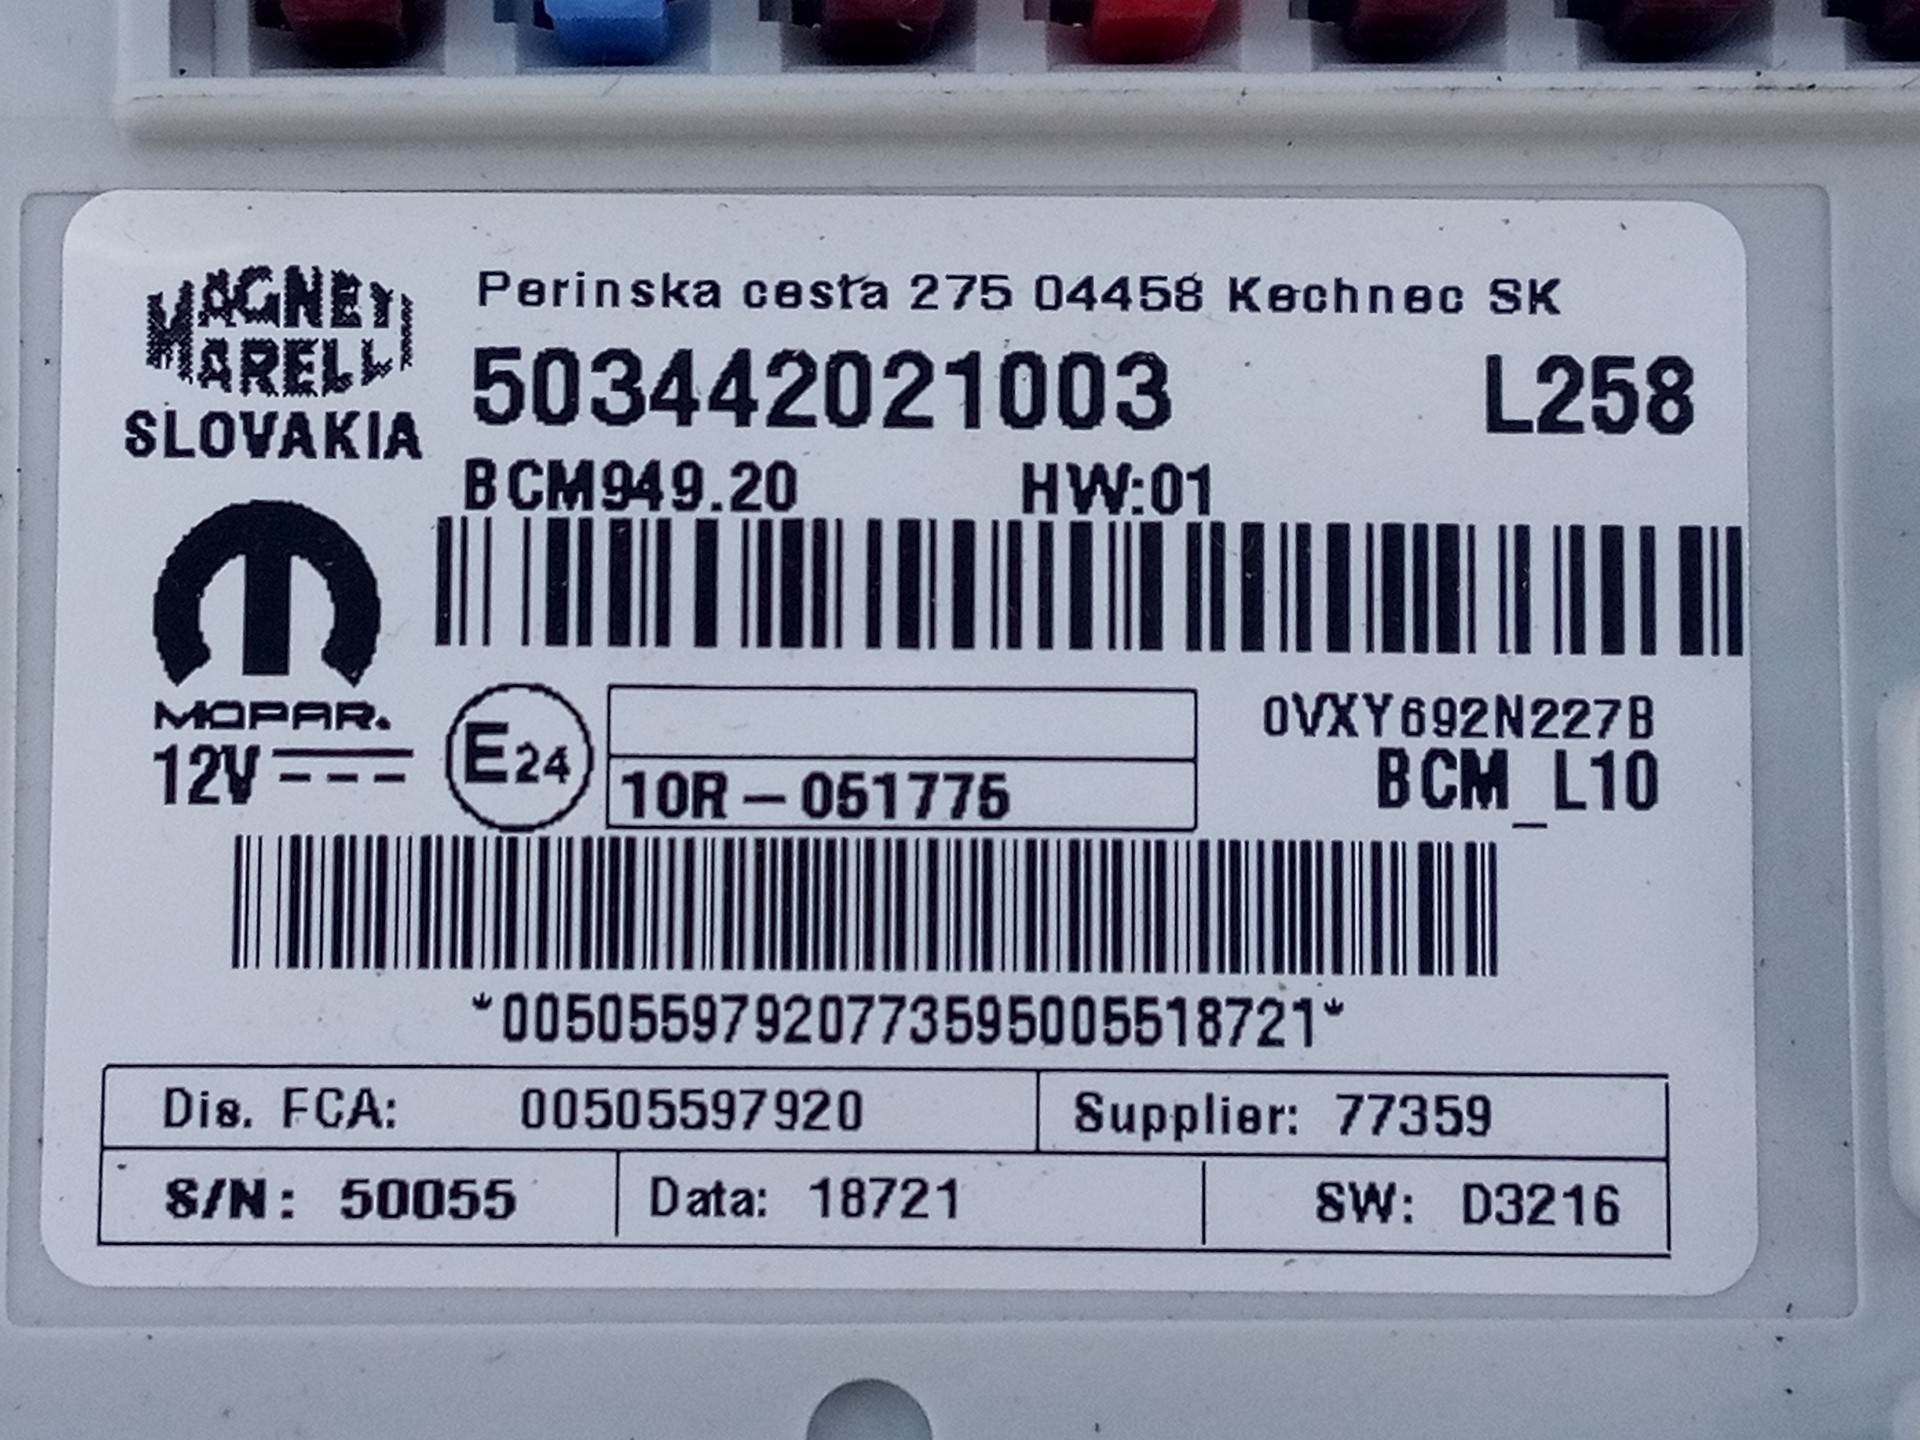 MAGNETI
MARELLI
SLOVAKIA
Perinska cesta 275 04458 Kechnec SK
503442021003 L258
BCM949.20 HW:01
MOPAR.
12V
E24
10R-051775
0VXY692N227B
BCM_L10
*00505597920773595005518721*
Dis. FCA: 00505597920 Supplier: 77359
S/N: 50055 Data: 18721 SW: D3216